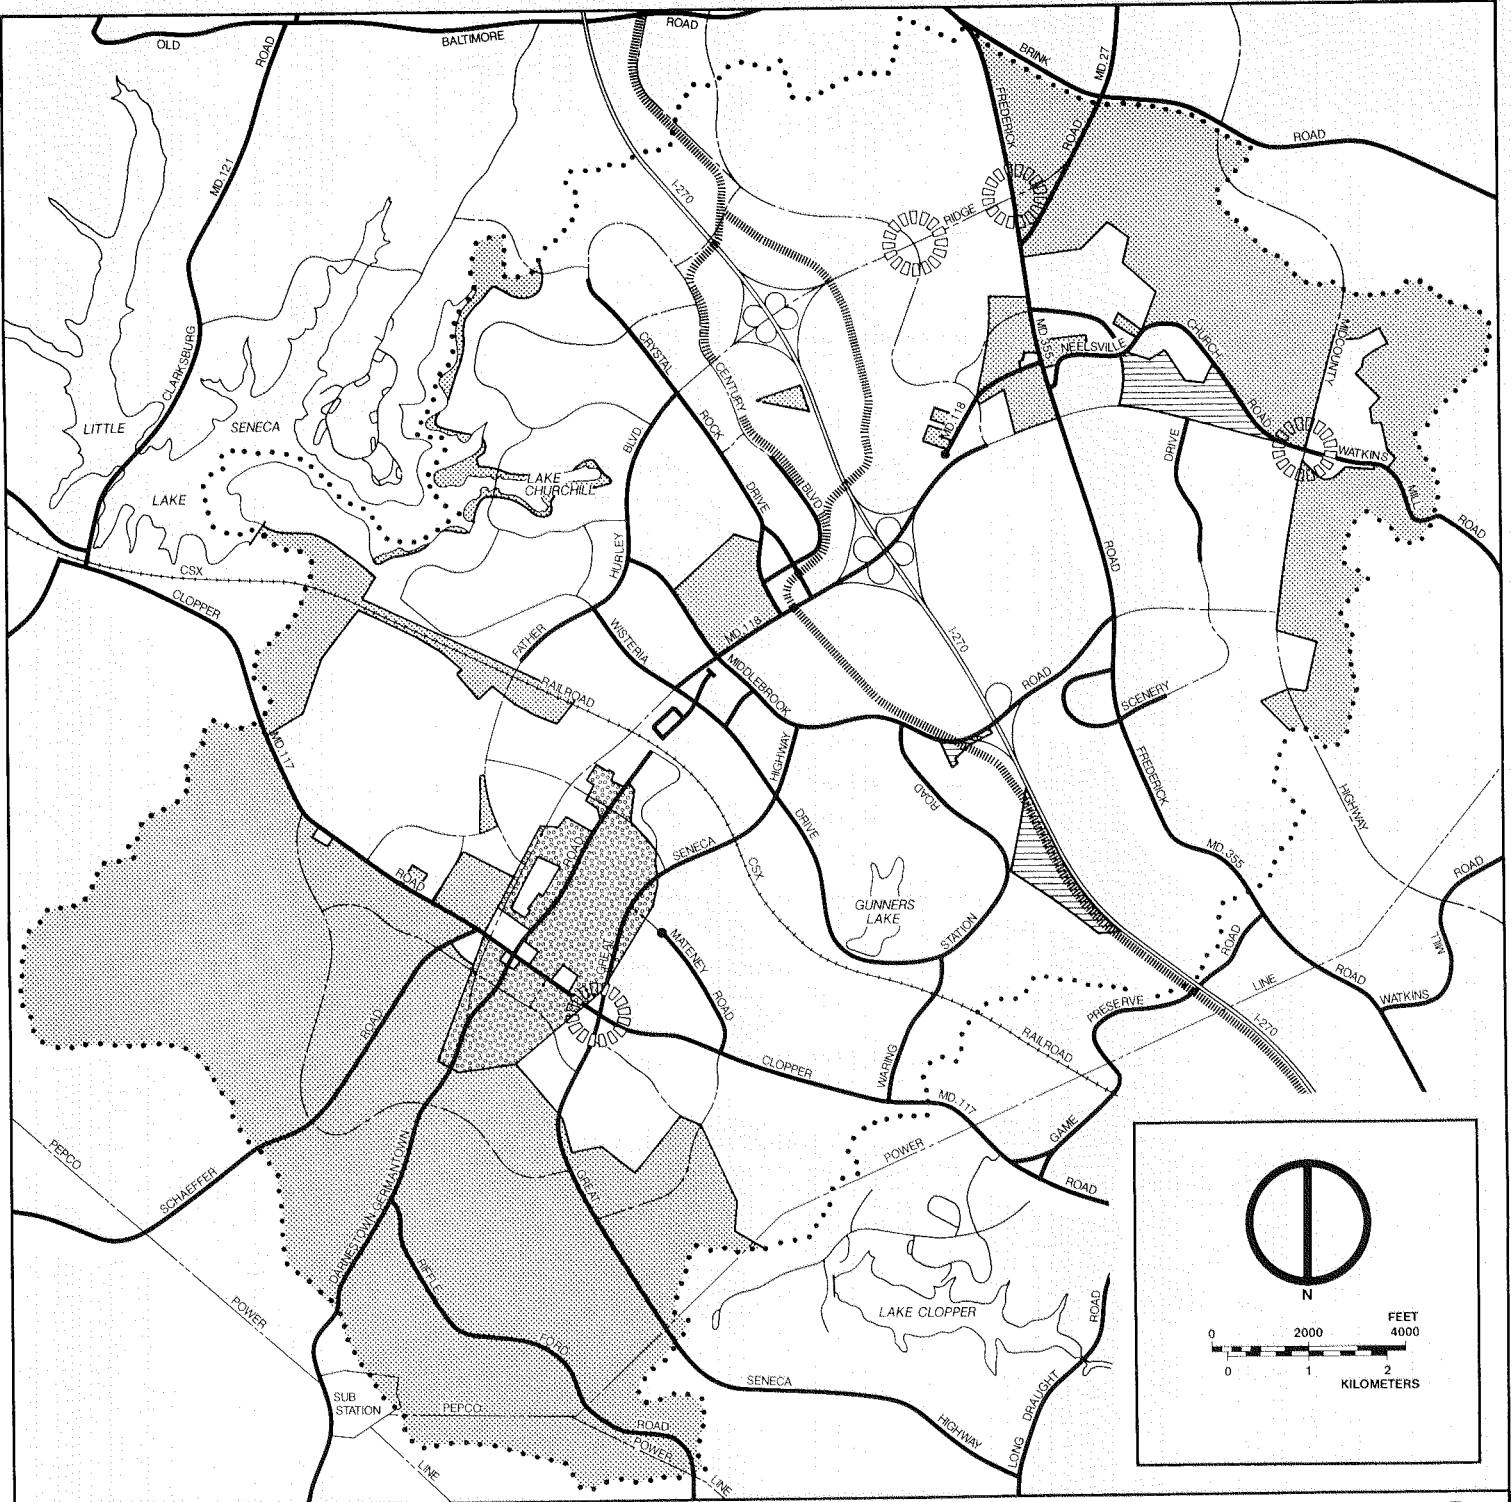 OLD
ROAD
BALTIMORE
ROAD
BRINK
MD.27
FREDERICK
ROAD
ROAD
MD.121
I-270
RIDGE
CLARKSBURG
CRYSTAL
CENTURY
MD.355
NEELSVILLE
CHURCH
MIDCOUNTY
LITTLE
SENECA
LAKE
BLVD.
ROCK
MD.118
ROAD
DRIVE
WATKINS
LAKE
CHURCHILL
DRIVE
BLVD.
MILL
ROAD
CSX
CLOPPER
HURLEY
ROAD
FATHER
WISTERIA
MD.118
I-270
RAILROAD
MIDDLEBROOK
ROAD
SCENERY
MD.117
HIGHWAY
FREDERICK
ROAD
HIGHWAY
DRIVE
ROAD
SENECA
CSX
MD.355
ROAD
ROAD
GUNNERS
LAKE
STATION
MATENEY
ROAD
GREAT
ROAD
MILL
LINE
ROAD
WATKINS
PRESERVE
I-270
ROAD
RAILROAD
CLOPPER
WARING
MD.117
GAME
POWER
ROAD
PEPCO
SCHAEFFER
DARNESTOWN GERMANTOWN
GREAT
RIFFLE
FORD
LAKE CLOPPER
ROAD
POWER
SENECA
HIGHWAY
DRAUGHT
LONG
SUB
STATION
PEPCO
ROAD
POWER
LINE
LINE
N
FEET
0 2000 4000
0 1 2
KILOMETERS